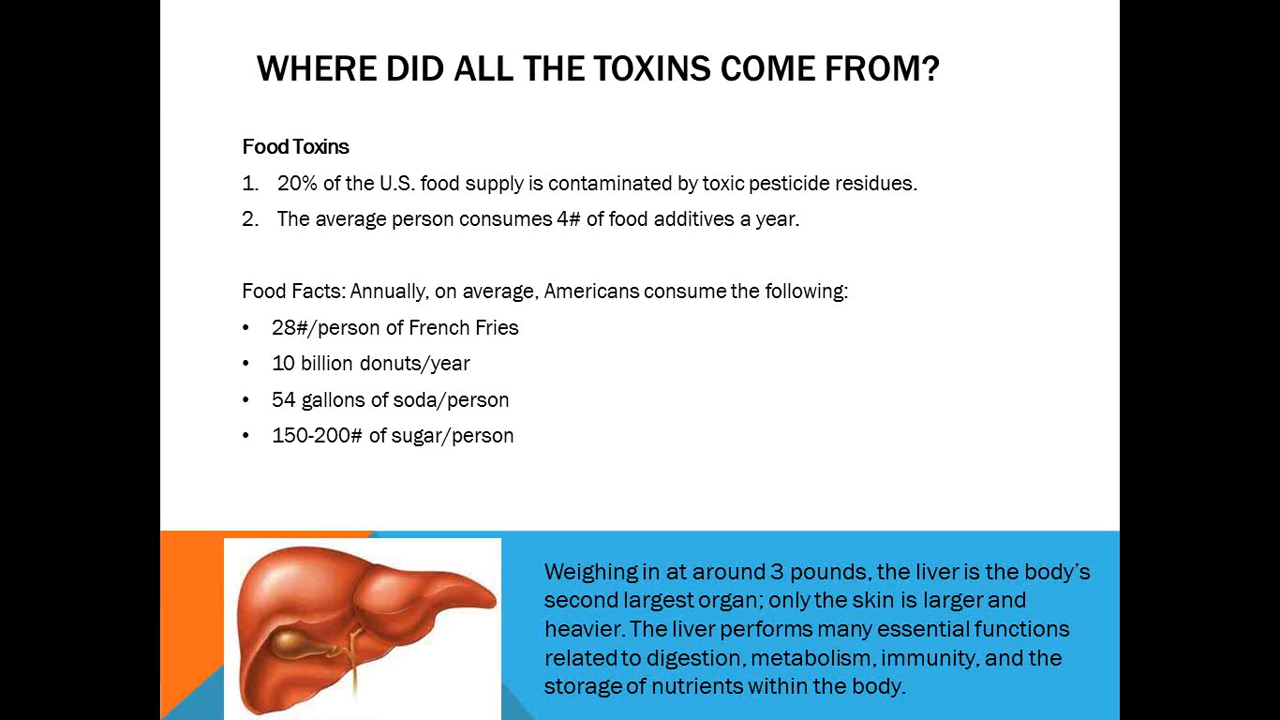 WHERE DID ALL THE TOXINS COME FROM?
Food Toxins
1. 20% of the U.S. food supply is contaminated by toxic pesticide residues.
2. The average person consumes 4# of food additives a year.
Food Facts: Annually, on average, Americans consume the following:
• 28#/person of French Fries
• 10 billion donuts/year
• 54 gallons of soda/person
• 150-200# of sugar/person
Weighing in at around 3 pounds, the liver is the body’s
second largest organ; only the skin is larger and
heavier. The liver performs many essential functions
related to digestion, metabolism, immunity, and the
storage of nutrients within the body.